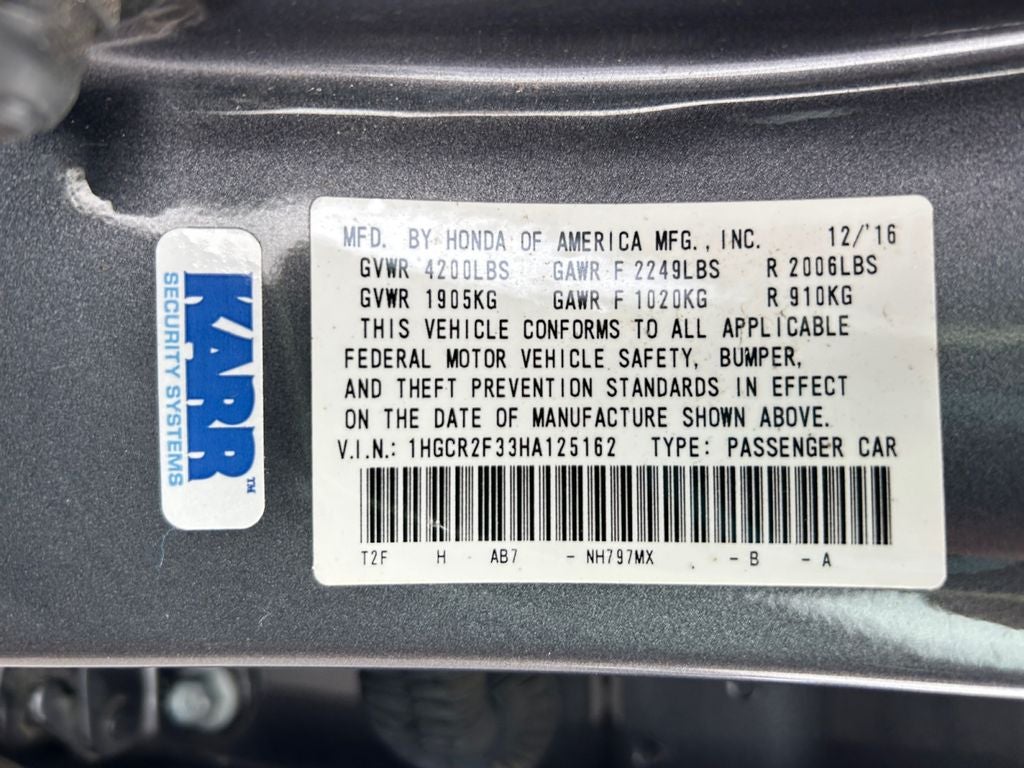 MFD. BY HONDA OF AMERICA MFG., INC. 12/'16
GVWR 4200LBS GAWR F 2249LBS R 2006LBS
GVWR 1905KG GAWR F 1020KG R 910KG
THIS VEHICLE CONFORMS TO ALL APPLICABLE
FEDERAL MOTOR VEHICLE SAFETY, BUMPER,
AND THEFT PREVENTION STANDARDS IN EFFECT
ON THE DATE OF MANUFACTURE SHOWN ABOVE.
V.I.N.: 1HGCR2F33HA125162 TYPE: PASSENGER CAR
T2F H AB7 - NH797MX - B - A
KARR™
SECURITY SYSTEMS